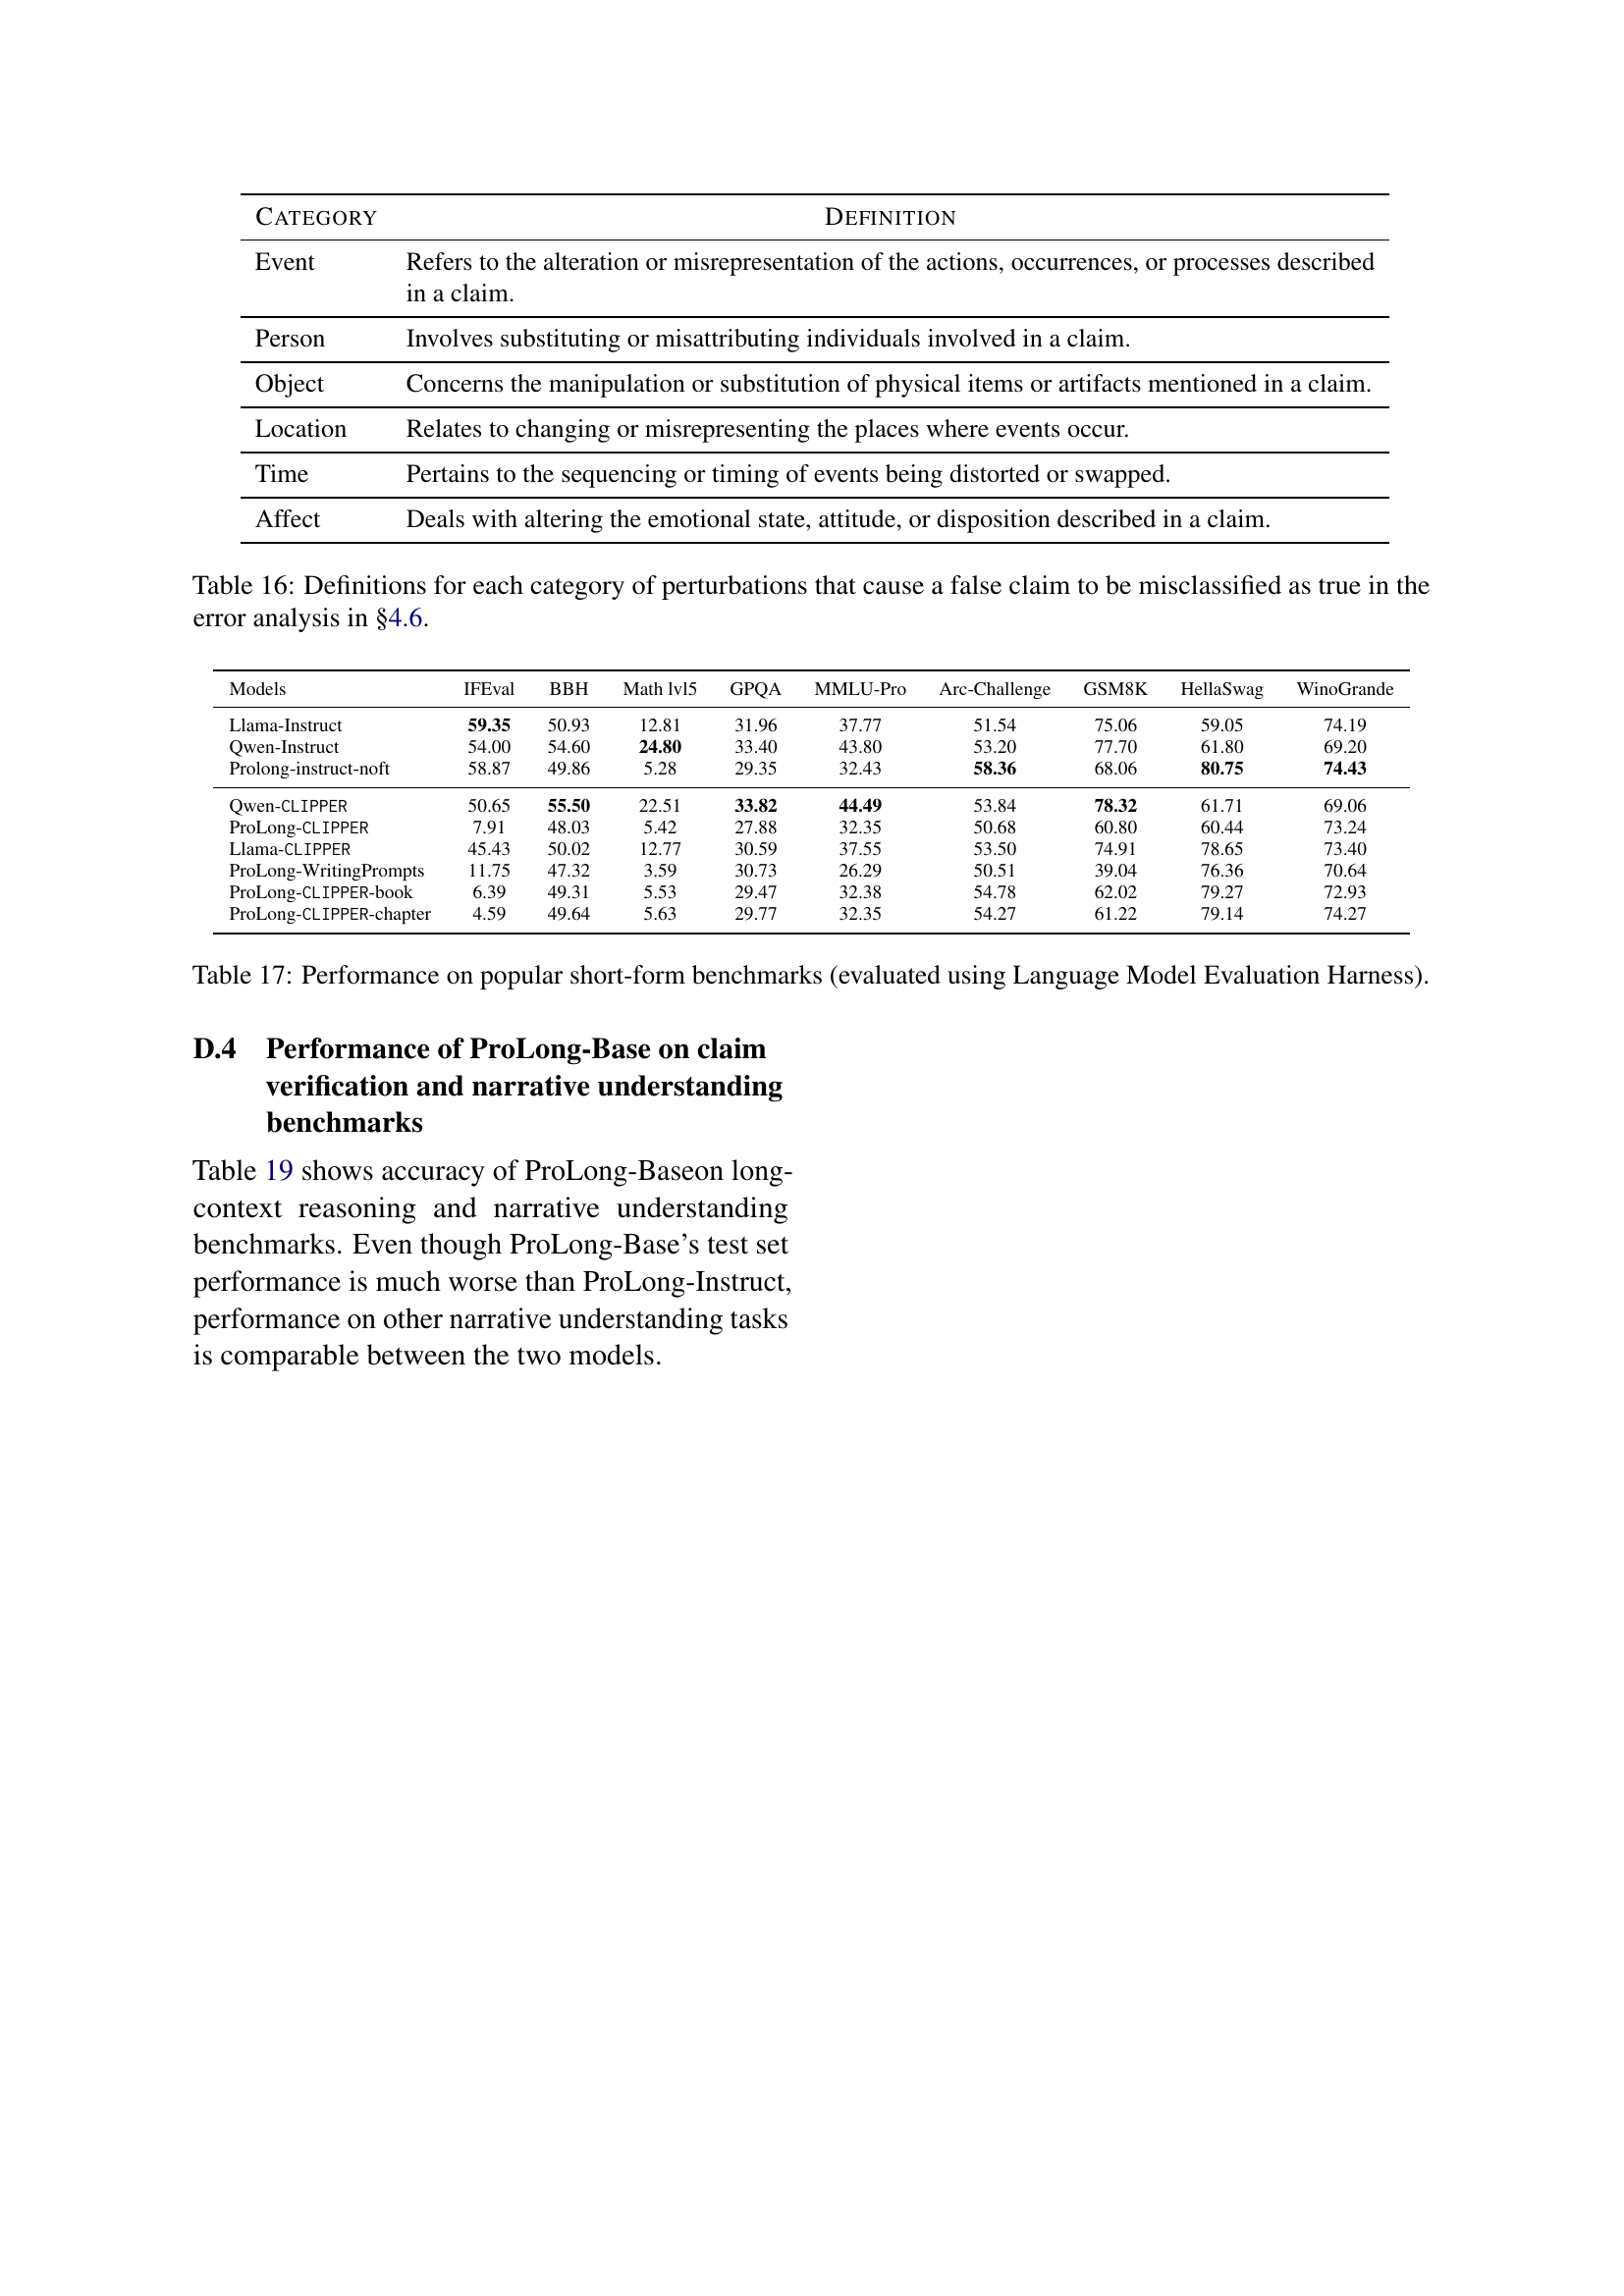 CATEGORY DEFINITION
Event Refers to the alteration or misrepresentation of the actions, occurrences, or processes described
in a claim.
Person Involves substituting or misattributing individuals involved in a claim.
Object Concerns the manipulation or substitution of physical items or artifacts mentioned in a claim.
Location Relates to changing or misrepresenting the places where events occur.
Time Pertains to the sequencing or timing of events being distorted or swapped.
Affect Deals with altering the emotional state, attitude, or disposition described in a claim.
Table 16: Definitions for each category of perturbations that cause a false claim to be misclassified as true in the
error analysis in §4.6.
Models IFEval BBH Math lvl5 GPQA MMLU-Pro Arc-Challenge GSM8K HellaSwag WinoGrande
Llama-Instruct 59.35 50.93 12.81 31.96 37.77 51.54 75.06 59.05 74.19
Qwen-Instruct 54.00 54.60 24.80 33.40 43.80 53.20 77.70 61.80 69.20
Prolong-instruct-noft 58.87 49.86 5.28 29.35 32.43 58.36 68.06 80.75 74.43
Qwen-CLIPPER 50.65 55.50 22.51 33.82 44.49 53.84 78.32 61.71 69.06
ProLong-CLIPPER 7.91 48.03 5.42 27.88 32.35 50.68 60.80 60.44 73.24
Llama-CLIPPER 45.43 50.02 12.77 30.59 37.55 53.50 74.91 78.65 73.40
ProLong-WritingPrompts 11.75 47.32 3.59 30.73 26.29 50.51 39.04 76.36 70.64
ProLong-CLIPPER-book 6.39 49.31 5.53 29.47 32.38 54.78 62.02 79.27 72.93
ProLong-CLIPPER-chapter 4.59 49.64 5.63 29.77 32.35 54.27 61.22 79.14 74.27
Table 17: Performance on popular short-form benchmarks (evaluated using Language Model Evaluation Harness).
D.4 Performance of ProLong-Base on claim
verification and narrative understanding
benchmarks
Table 19 shows accuracy of ProLong-Baseon long-
context reasoning and narrative understanding
benchmarks. Even though ProLong-Base's test set
performance is much worse than ProLong-Instruct,
performance on other narrative understanding tasks
is comparable between the two models.